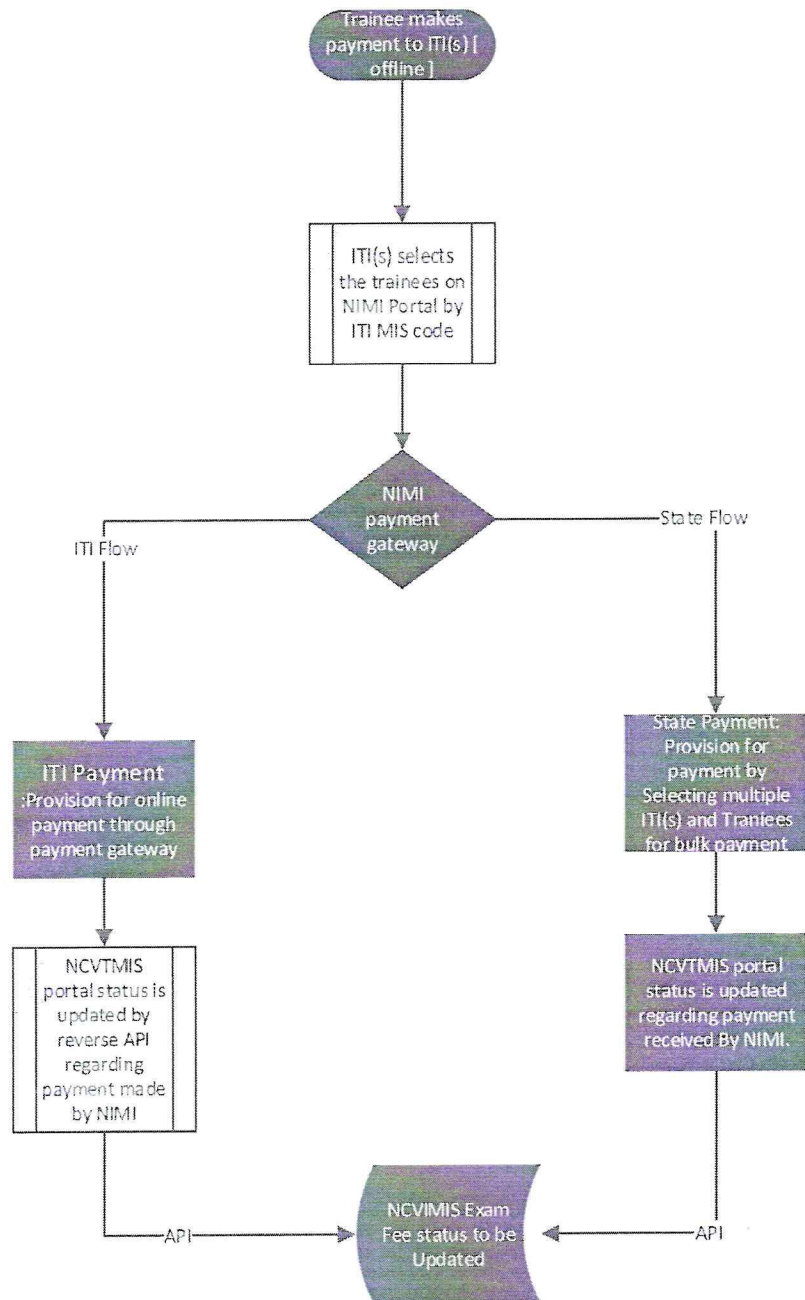 Trainee makes
payment to ITI(s) [
offline ]
ITI(s) selects
the trainees on
NIMI Portal by
ITI MIS code
NIMI
payment
gateway
ITI Flow
State Flow
ITI Payment
:Provision for online
payment through
payment gateway
State Payment:
Provision for
payment by
Selecting multiple
ITI(s) and Traniees
for bulk payment
NCVTMIS
portal status is
updated by
reverse API
regarding
payment made
by NIMI
NCVTMIS portal
status is updated
regarding payment
received By NIMI.
API
NCVIMIS Exam
Fee status to be
Updated
API